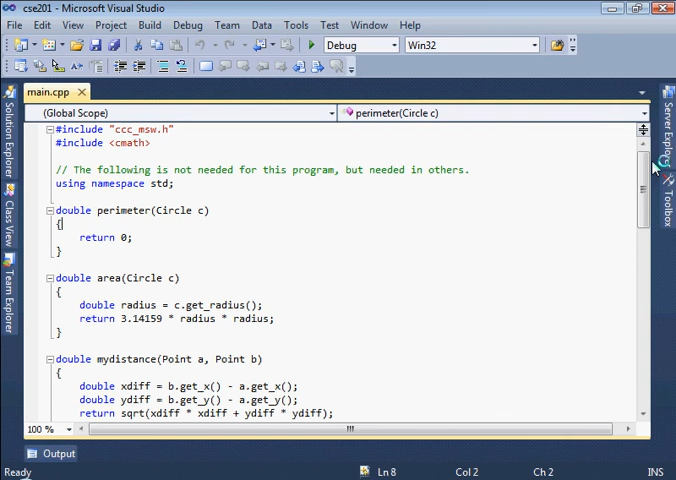 cse201 - Microsoft Visual Studio
File Edit View Project Build Debug Team Data Tools Test Window Help
Debug Win32
main.cpp
(Global Scope) perimeter(Circle c)
#include "ccc_msw.h"
#include <cmath>
// The following is not needed for this program, but needed in others.
using namespace std;
double perimeter(Circle c)
{
return 0;
}
double area(Circle c)
{
double radius = c.get_radius();
return 3.14159 * radius * radius;
}
double mydistance(Point a, Point b)
{
double xdiff = b.get_x() - a.get_x();
double ydiff = b.get_y() - a.get_y();
return sqrt(xdiff * xdiff + ydiff * ydiff);
100 %
Solution Explorer
Class View
Team Explorer
Server Explorer
Toolbox
Output
Ready Ln 8 Col 2 Ch 2 INS